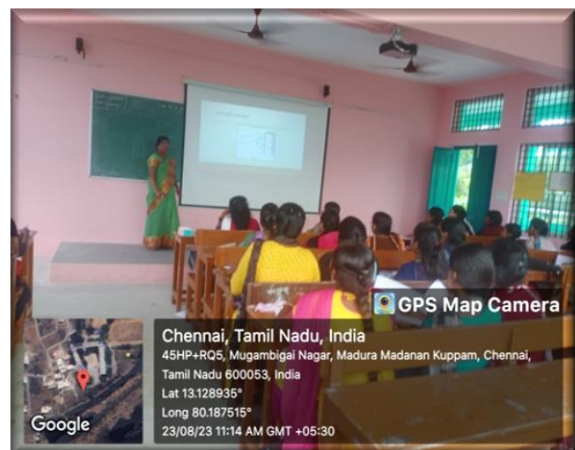 GPS Map Camera
Chennai, Tamil Nadu, India
45HP+RQ5, Mugambigai Nagar, Madura Madanan Kuppam, Chennai,
Tamil Nadu 600053, India
Lat 13.128935°
Long 80.187515°
23/08/23 11:14 AM GMT +05:30
Google